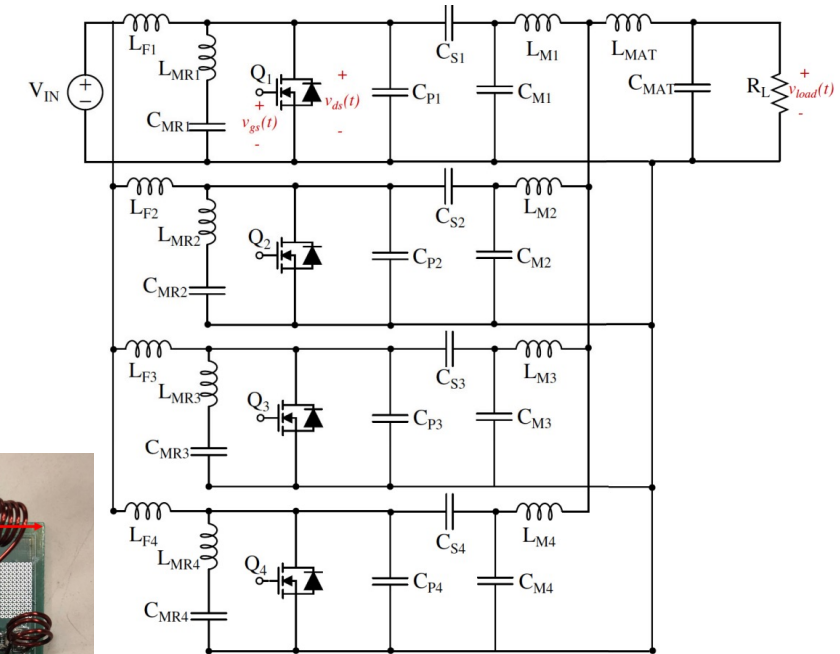 L_F1
L_MR1
C_MR1
V_IN
Q_1
+
v_gs(t)
-
+
v_ds(t)
-
C_P1
C_S1
C_M1
L_M1
L_MAT
C_MAT
R_L
+
v_load(t)
-
L_F2
L_MR2
C_MR2
Q_2
C_P2
C_S2
C_M2
L_M2
L_F3
L_MR3
C_MR3
Q_3
C_P3
C_S3
C_M3
L_M3
L_F4
L_MR4
C_MR4
Q_4
C_P4
C_S4
C_M4
L_M4